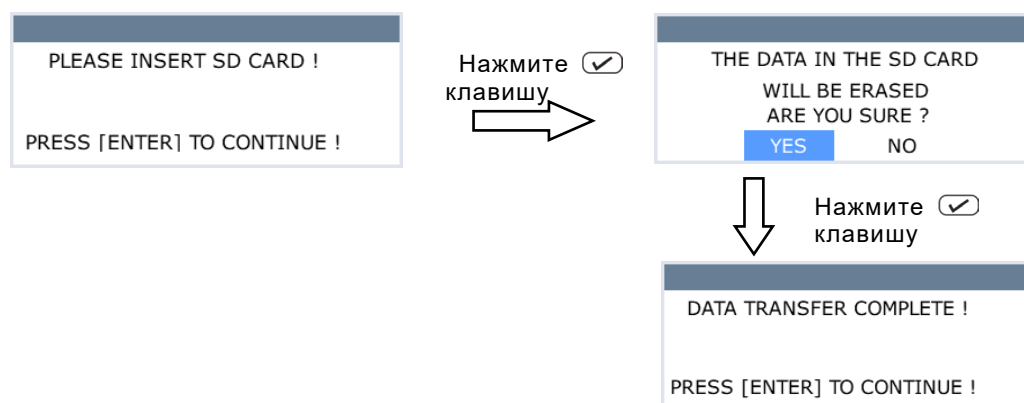 PLEASE INSERT SD CARD !
PRESS [ENTER] TO CONTINUE !
Нажмите
клавишу
THE DATA IN THE SD CARD
WILL BE ERASED
ARE YOU SURE ?
YES NO
Нажмите
клавишу
DATA TRANSFER COMPLETE !
PRESS [ENTER] TO CONTINUE !